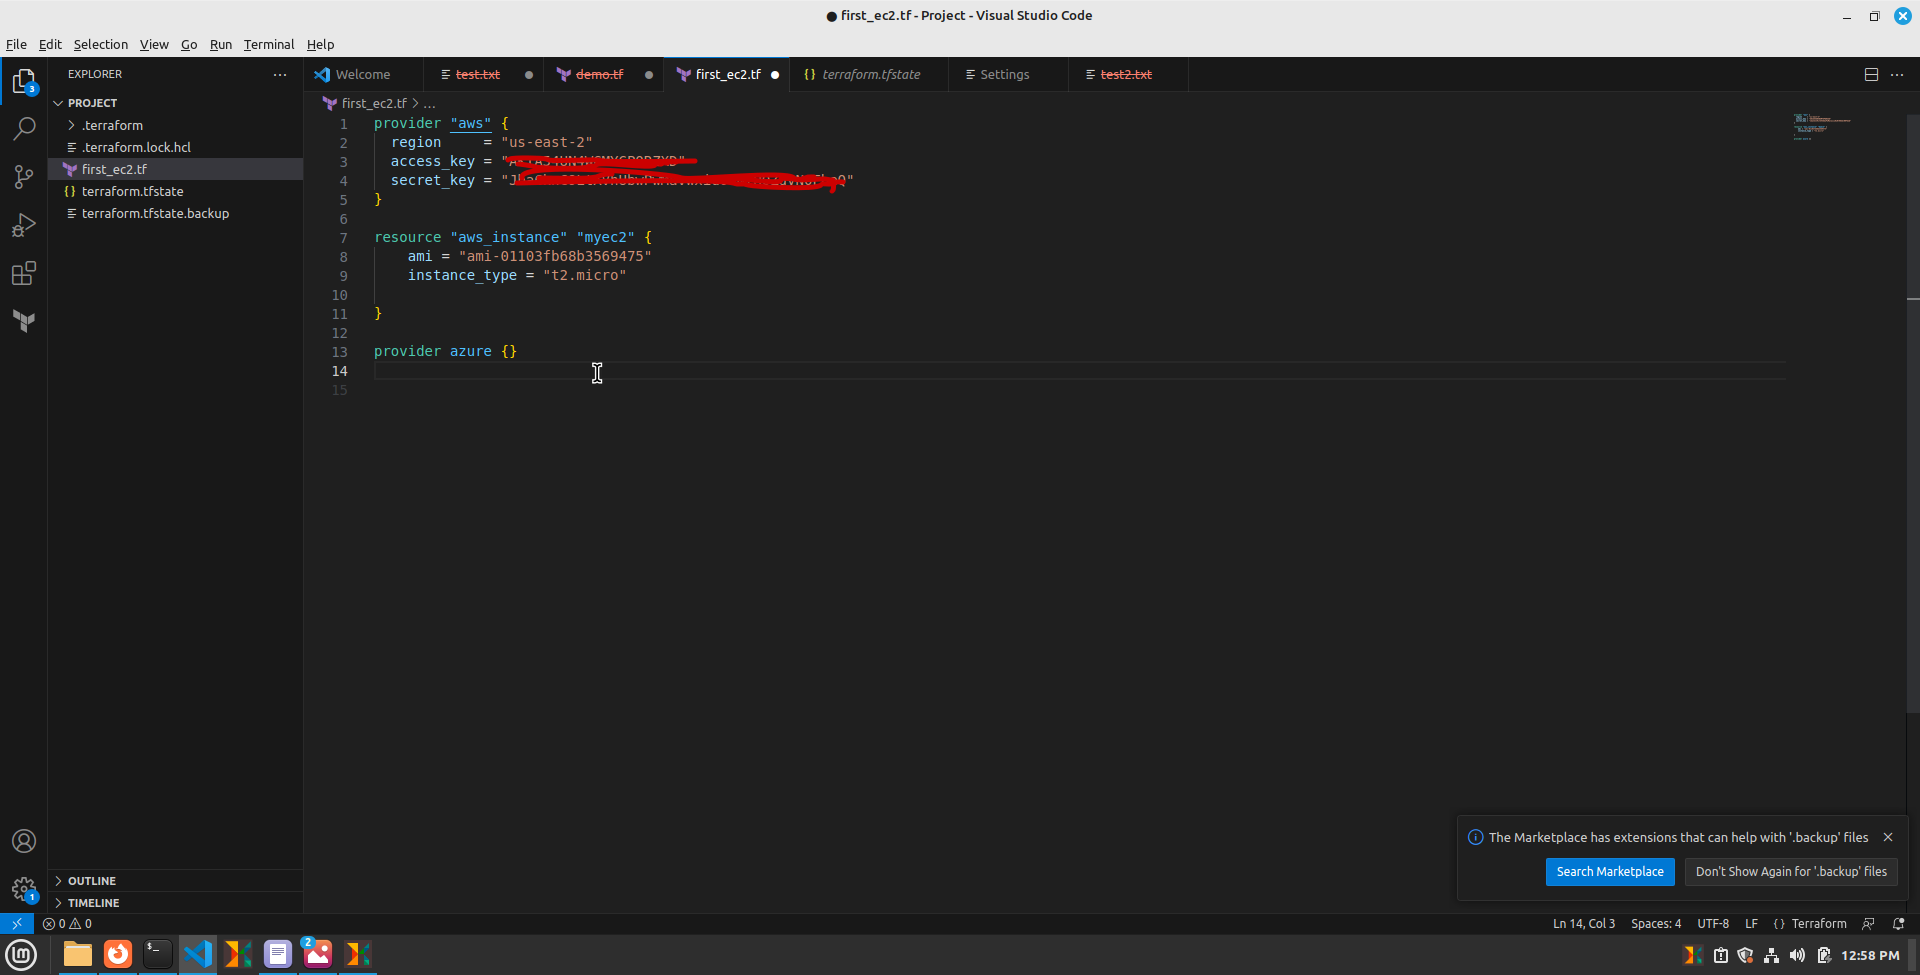 first_ec2.tf - Project - Visual Studio Code
File Edit Selection View Go Run Terminal Help
EXPLORER
PROJECT
.terraform
.terraform.lock.hcl
first_ec2.tf
terraform.tfstate
terraform.tfstate.backup
OUTLINE
TIMELINE
3
1
Welcome test.txt demo.tf first_ec2.tf terraform.tfstate Settings test2.txt
first_ec2.tf > ...
1 provider "aws" {
2 region = "us-east-2"
3 access_key = "
4 secret_key = "
5 }
6
7 resource "aws_instance" "myec2" {
8 ami = "ami-01103fb68b3569475"
9 instance_type = "t2.micro"
10
11 }
12
13 provider azure {}
14
15
The Marketplace has extensions that can help with '.backup' files
Search Marketplace Don't Show Again for '.backup' files
0 0 Ln 14, Col 3 Spaces: 4 UTF-8 LF {} Terraform
2
12:58 PM